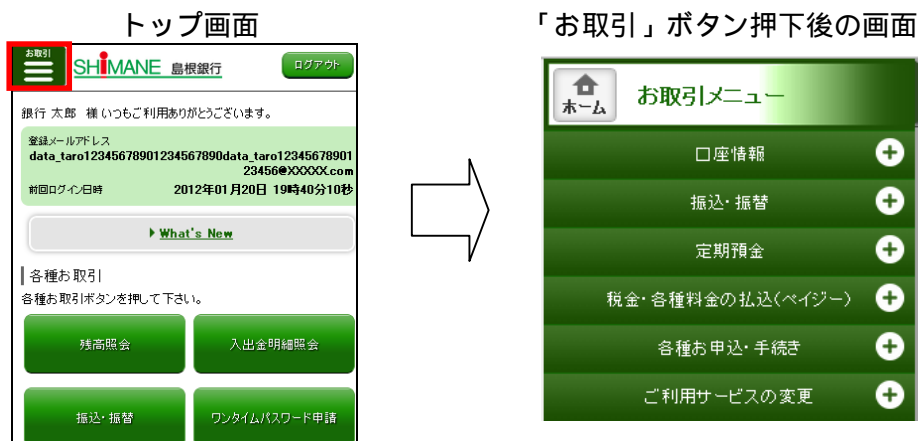 トップ画面
「お取引」ボタン押下後の画面
お取引
SHiMANE 島根銀行
ログアウト
銀行 太郎 様 いつもご利用ありがとうございます。
登録メールアドレス
data_taro12345678901234567890data_taro12345678901
23456@XXXXX.com
前回ログイン日時 2012年01月20日 19時40分10秒
What's New
各種お取引
各種お取引ボタンを押して下さい。
残高照会
入出金明細照会
振込・振替
ワンタイムパスワード申請
ホーム
お取引メニュー
口座情報
振込・振替
定期預金
税金・各種料金の払込(ペイジー)
各種お申込・手続き
ご利用サービスの変更